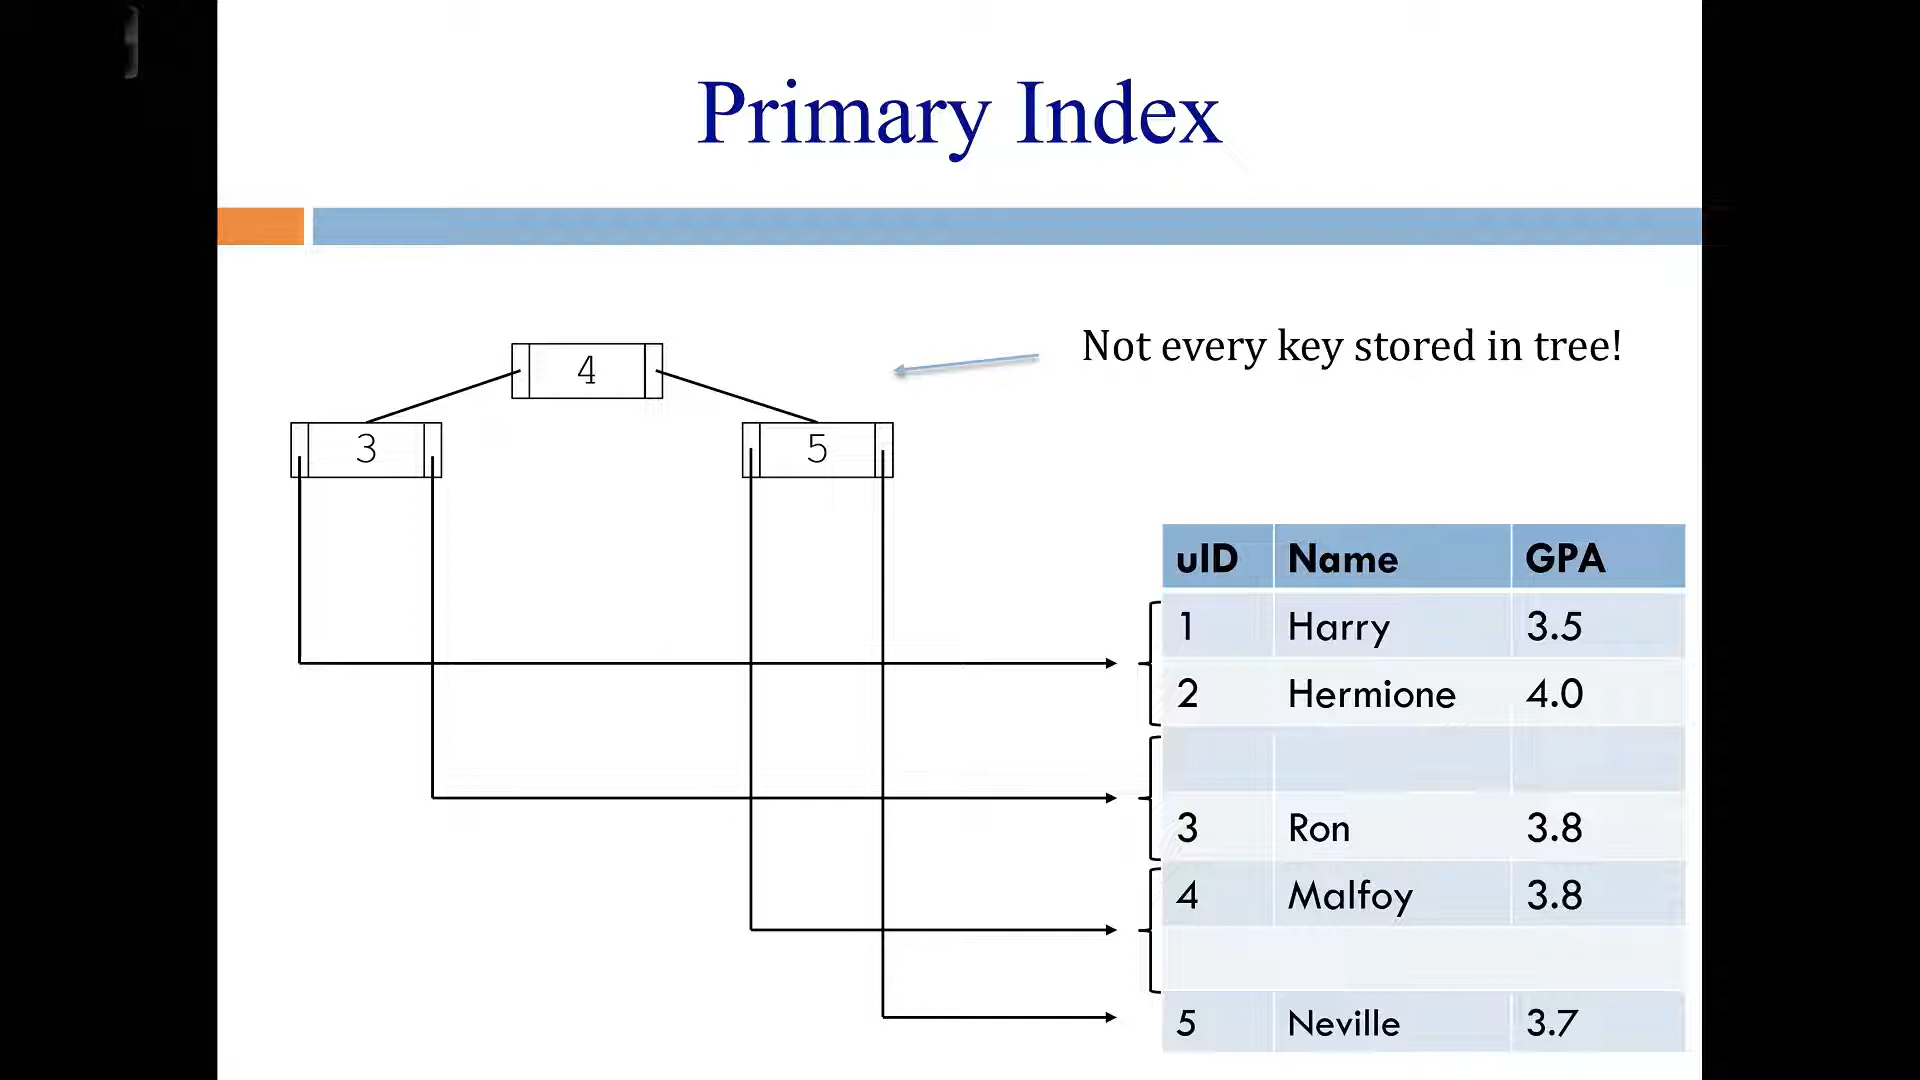 Primary Index
Not every key stored in tree!
4
3
5
uID Name GPA
1 Harry 3.5
2 Hermione 4.0
3 Ron 3.8
4 Malfoy 3.8
5 Neville 3.7